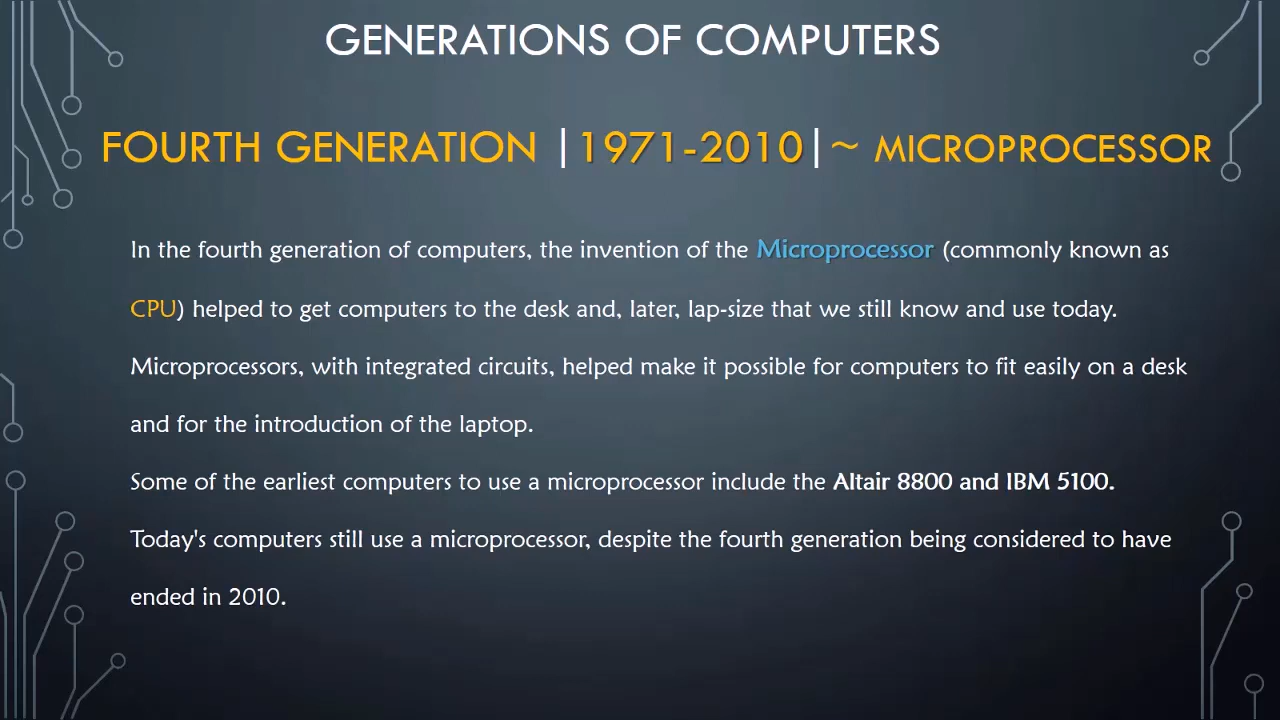 GENERATIONS OF COMPUTERS
FOURTH GENERATION |1971-2010|~ MICROPROCESSOR
In the fourth generation of computers, the invention of the Microprocessor (commonly known as
CPU) helped to get computers to the desk and, later, lap-size that we still know and use today.
Microprocessors, with integrated circuits, helped make it possible for computers to fit easily on a desk
and for the introduction of the laptop.
Some of the earliest computers to use a microprocessor include the Altair 8800 and IBM 5100.
Today's computers still use a microprocessor, despite the fourth generation being considered to have
ended in 2010.